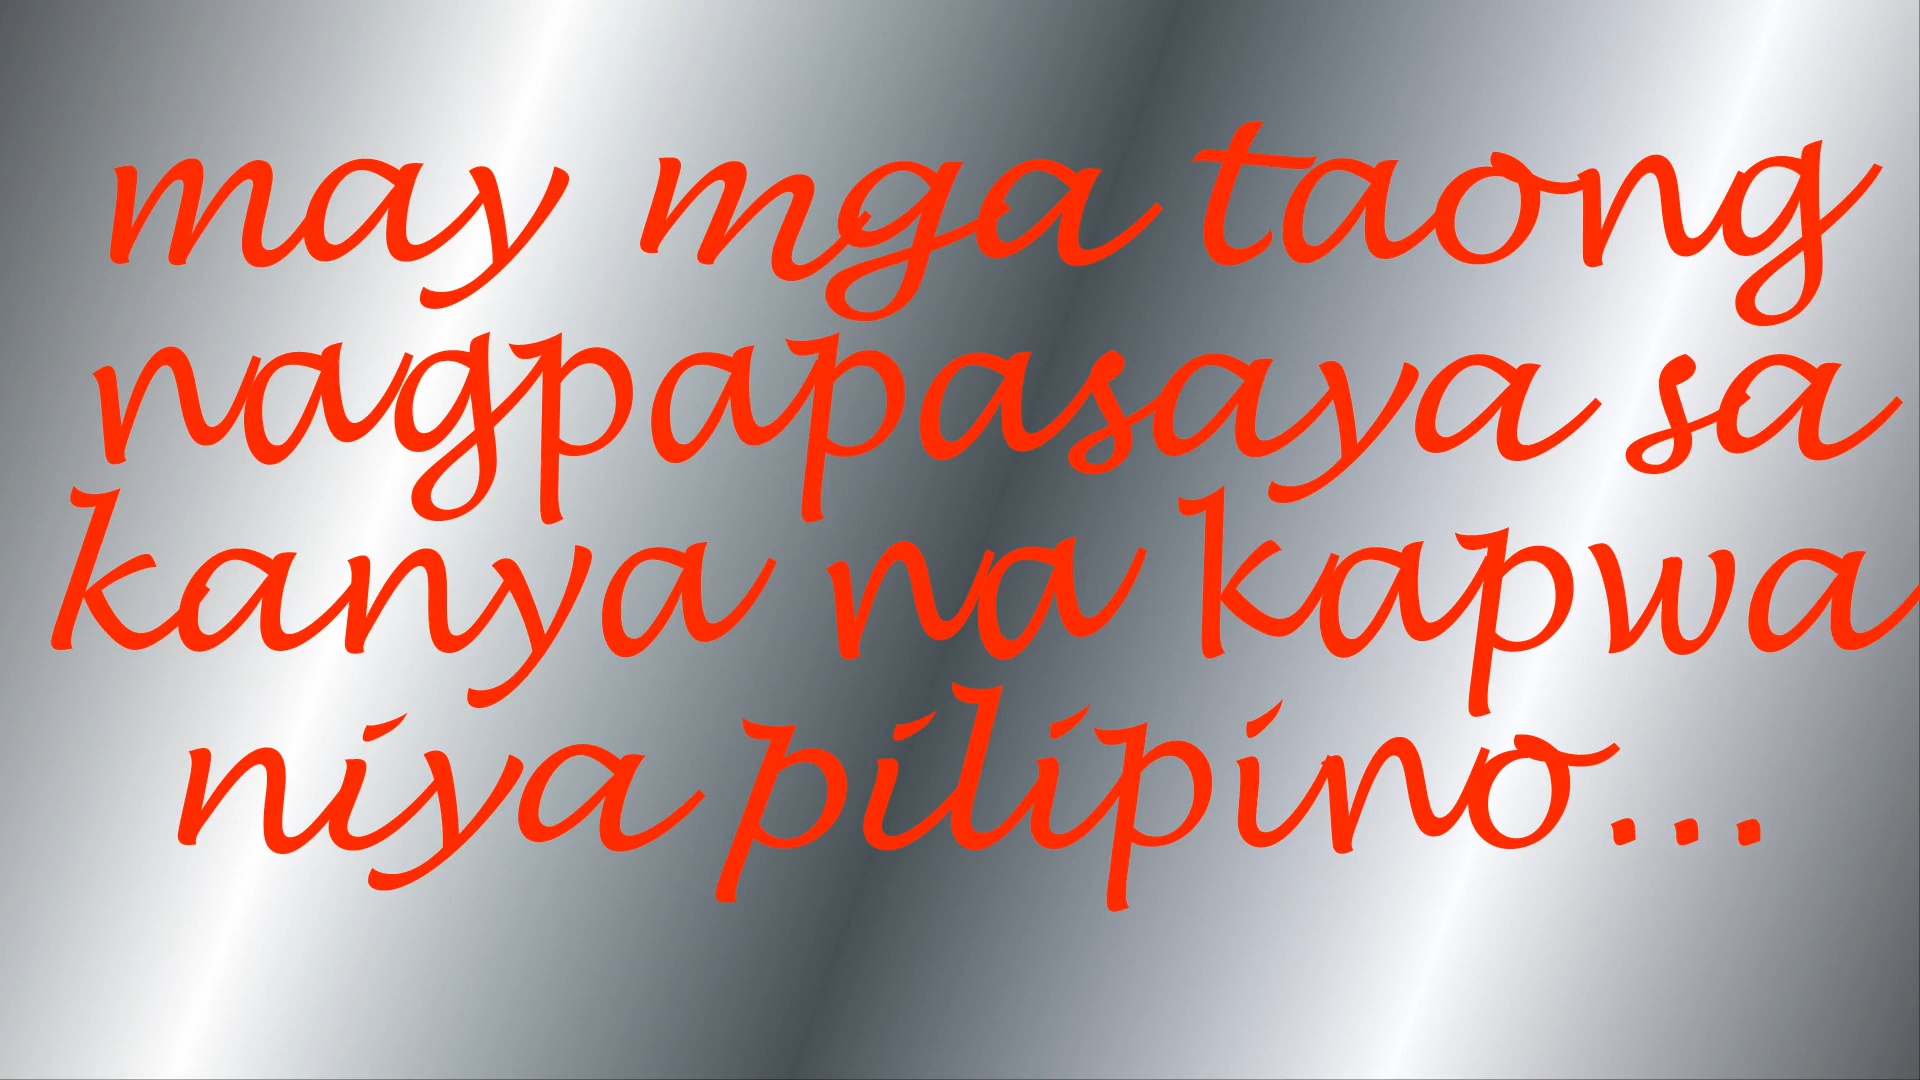 may mga taong
nagpapasaya sa
kanya na kapwa
niya pilipino...